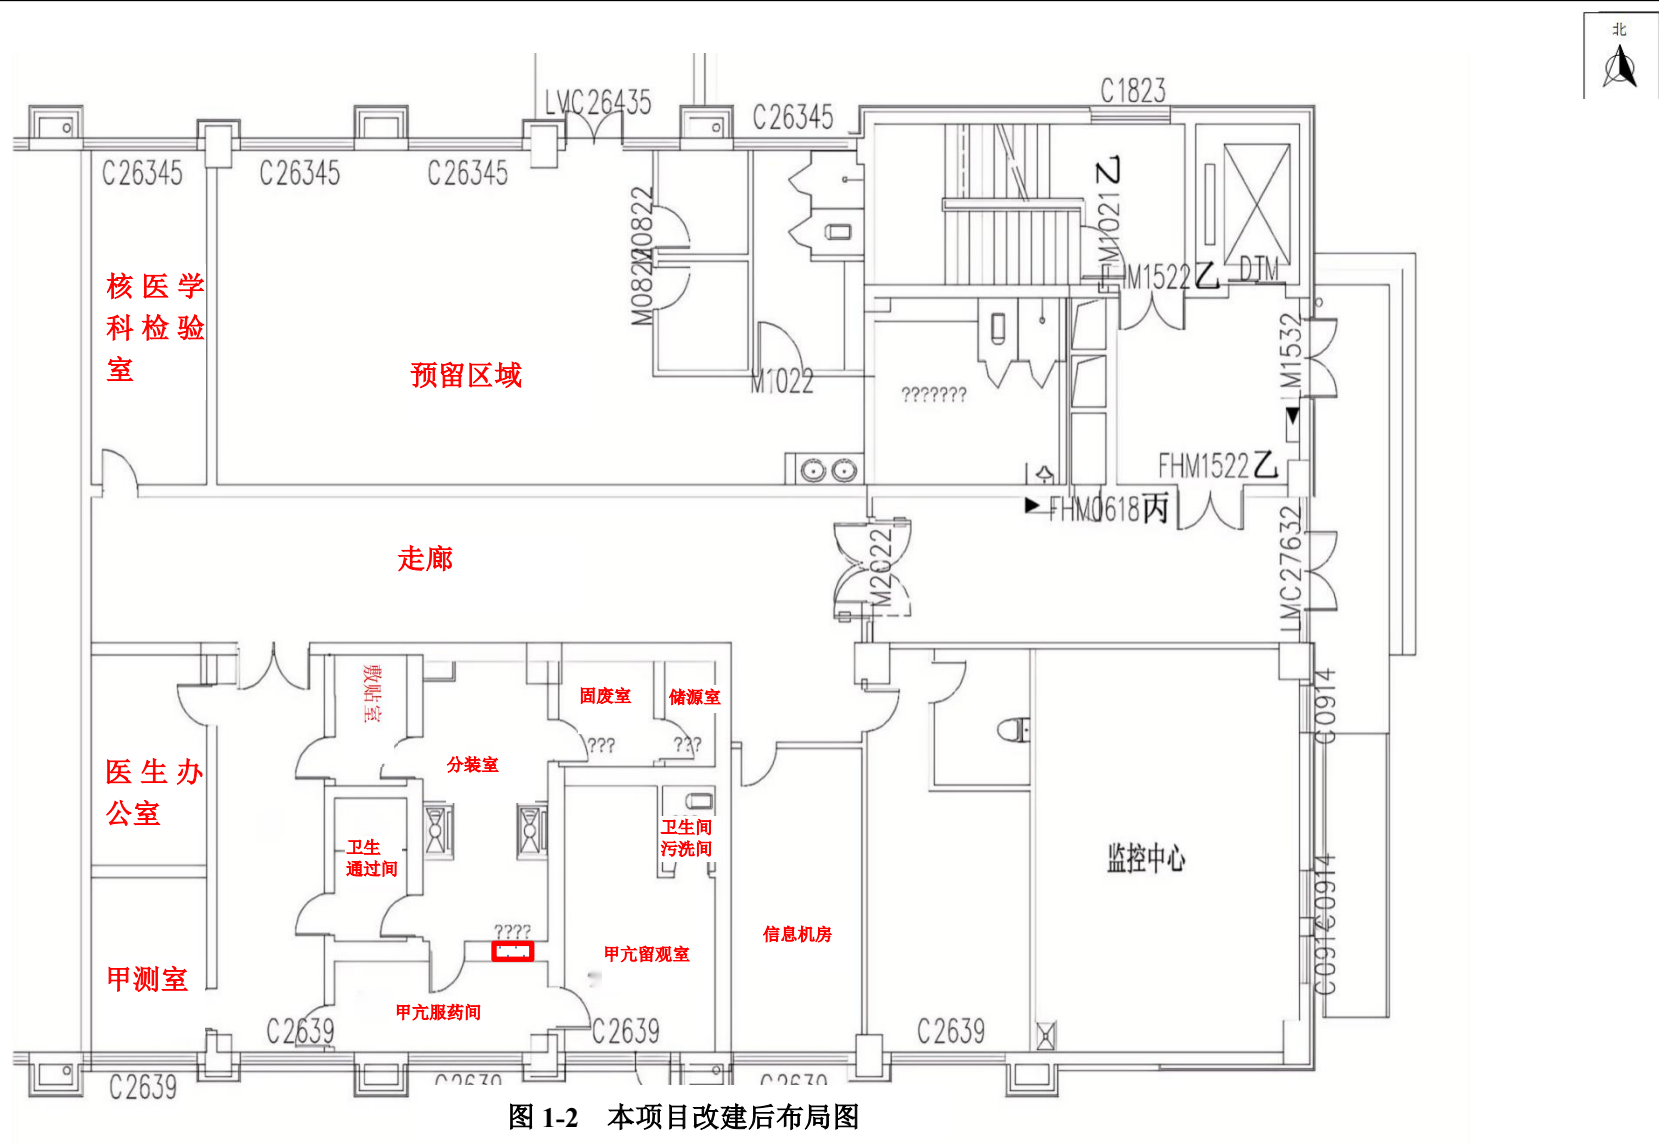 北
C1823
LMC26435
C26345
C26345
C26345
C26345
M0822
M0822
FM1021乙
FHM1522乙
DTM
M1532
核医学
科检验
室
预留区域
M1022
???????
FHM1522乙
FHM0618丙
走廊
M2022
LMC27632
敷贴室
固废室
储源室
???
???
分装室
C0914
医生办
公室
卫生间
污洗间
卫生
通过间
监控中心
C0914
C0914
????
信息机房
甲亢留观室
甲测室
甲亢服药间
C2639
C2639
C2639
C2639
C2639
C2639
图 1-2 本项目改建后布局图